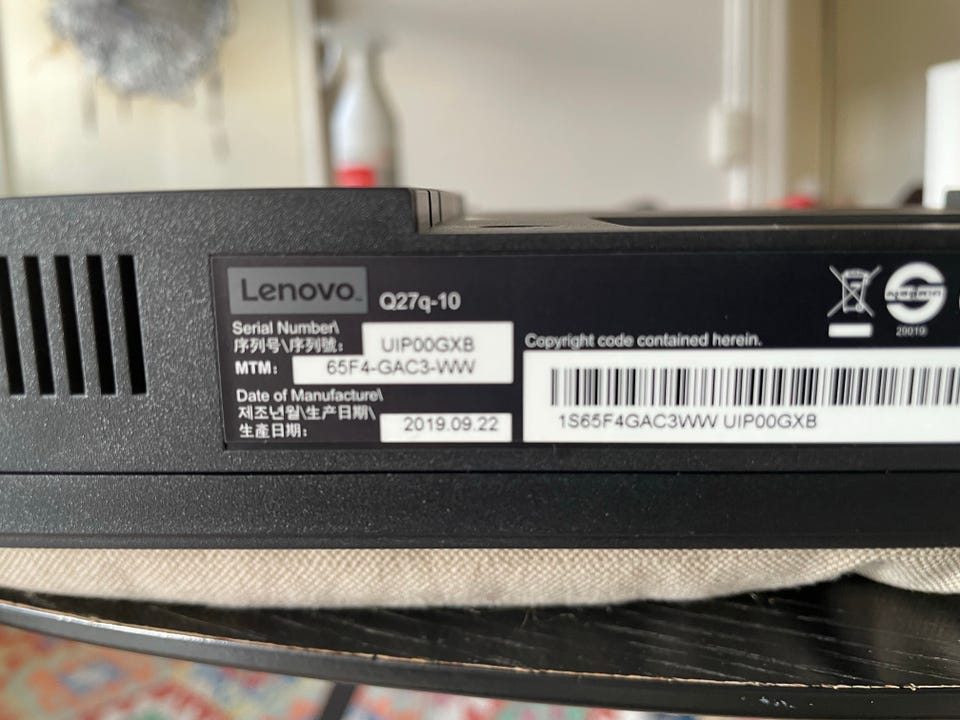 Lenovo
Q27q-10
Serial Number\
序列号\序列號:
UIP00GXB
MTM:
65F4-GAC3-WW
Date of Manufacture\
제조년월\生产日期\
生產日期:
2019.09.22
Copyright code contained herein.
1S65F4GAC3WW UIP00GXB
29019